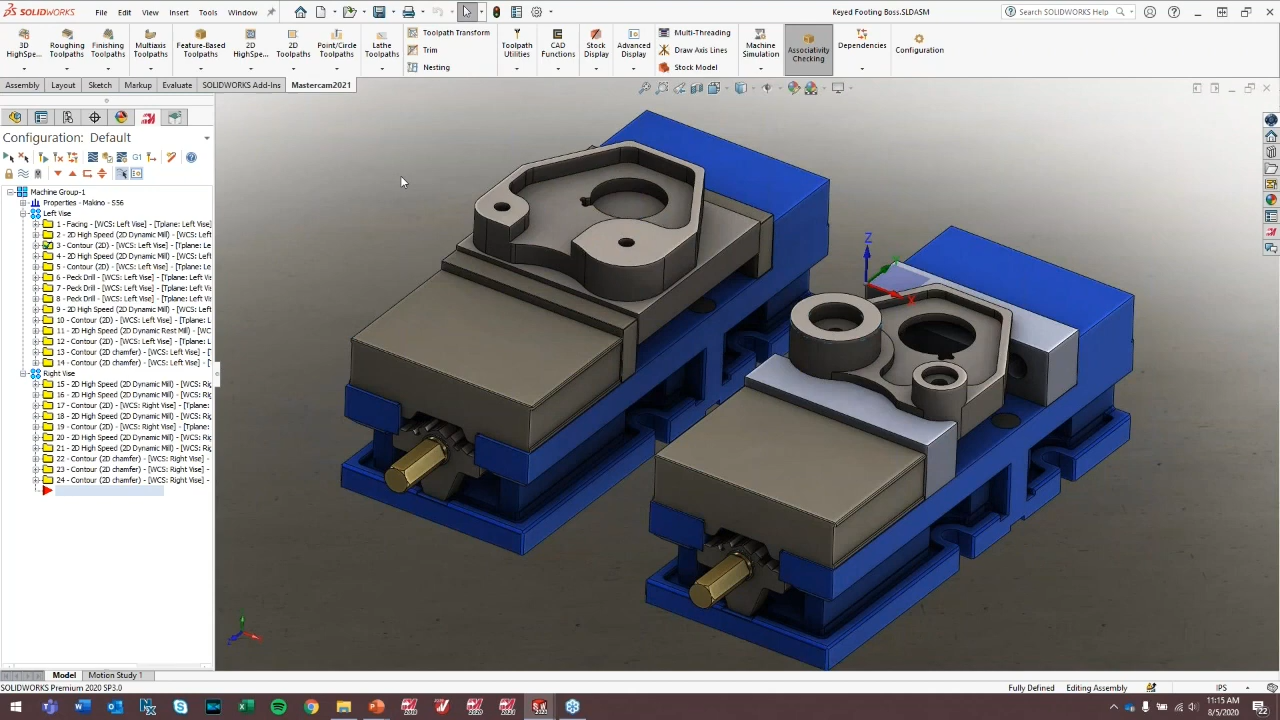 SOLIDWORKS File Edit View Insert Tools Window Keyed Footing Boss.SLDASM Search SOLIDWORKS Help
3D HighSpe... Roughing Toolpaths Finishing Toolpaths Multiaxis Toolpaths Feature-Based Toolpaths 2D HighSpe... 2D Toolpaths Point/Circle Toolpaths Lathe Toolpaths Toolpath Transform Trim Nesting Toolpath Utilities CAD Functions Stock Display Advanced Display Multi-Threading Draw Axis Lines Stock Model Machine Simulation Associativity Checking Dependencies Configuration
Assembly Layout Sketch Markup Evaluate SOLIDWORKS Add-Ins Mastercam2021
Configuration: Default
G1
Machine Group-1
Properties - Makino - S56
Left Vise
1 - Facing - [WCS: Left Vise] - [Tplane: Left Vise]
2 - 2D High Speed (2D Dynamic Mill) - [WCS: Left
3 - Contour (2D) - [WCS: Left Vise] - [Tplane: Le
4 - 2D High Speed (2D Dynamic Mill) - [WCS: Le
5 - Contour (2D) - [WCS: Left Vise] - [Tplane: Le
6 - Peck Drill - [WCS: Left Vise] - [Tplane: Left Vi
7 - Peck Drill - [WCS: Left Vise] - [Tplane: Left Vi
8 - Peck Drill - [WCS: Left Vise] - [Tplane: Left Vi
9 - 2D High Speed (2D Dynamic Mill) - [WCS: Le
10 - Contour (2D) - [WCS: Left Vise] - [Tplane: L
11 - 2D High Speed (2D Dynamic Rest Mill) - [WC
12 - Contour (2D) - [WCS: Left Vise] - [Tplane: L
13 - Contour (2D chamfer) - [WCS: Left Vise] - [
14 - Contour (2D chamfer) - [WCS: Left Vise] - [
Right Vise
15 - 2D High Speed (2D Dynamic Mill) - [WCS: Rig
16 - 2D High Speed (2D Dynamic Mill) - [WCS: Rig
17 - Contour (2D) - [WCS: Right Vise] - [Tplane:
18 - 2D High Speed (2D Dynamic Mill) - [WCS: Rig
19 - Contour (2D) - [WCS: Right Vise] - [Tplane:
20 - 2D High Speed (2D Dynamic Mill) - [WCS: Rig
21 - 2D High Speed (2D Dynamic Mill) - [WCS: Rig
22 - Contour (2D chamfer) - [WCS: Right Vise] -
23 - Contour (2D chamfer) - [WCS: Right Vise] -
24 - Contour (2D chamfer) - [WCS: Right Vise] -
Z
X
Model Motion Study 1
SOLIDWORKS Premium 2020 SP3.0 Fully Defined Editing Assembly IPS
11:15 AM
8/5/2020